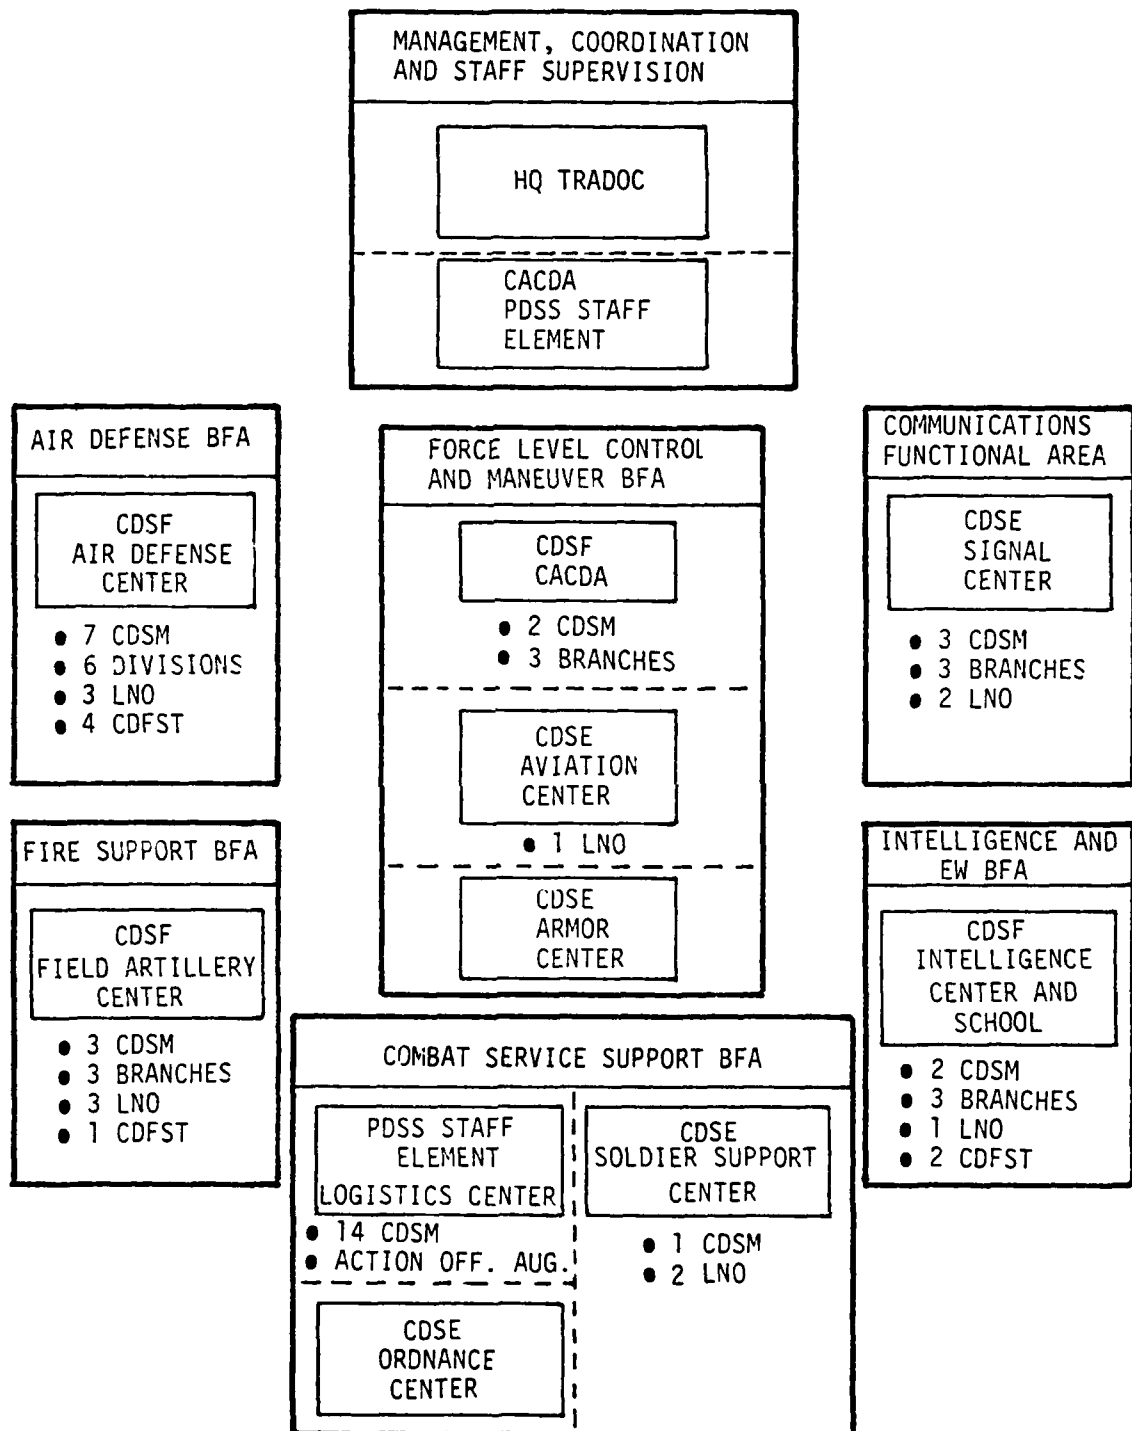 MANAGEMENT, COORDINATION
AND STAFF SUPERVISION
HQ TRADOC
CACDA
PDSS STAFF
ELEMENT
AIR DEFENSE BFA
CDSF
AIR DEFENSE
CENTER
● 7 CDSM
● 6 DIVISIONS
● 3 LNO
● 4 CDFST
FORCE LEVEL CONTROL
AND MANEUVER BFA
CDSF
CACDA
● 2 CDSM
● 3 BRANCHES
CDSE
AVIATION
CENTER
● 1 LNO
CDSE
ARMOR
CENTER
COMMUNICATIONS
FUNCTIONAL AREA
CDSE
SIGNAL
CENTER
● 3 CDSM
● 3 BRANCHES
● 2 LNO
FIRE SUPPORT BFA
CDSF
FIELD ARTILLERY
CENTER
● 3 CDSM
● 3 BRANCHES
● 3 LNO
● 1 CDFST
INTELLIGENCE AND
EW BFA
CDSF
INTELLIGENCE
CENTER AND
SCHOOL
● 2 CDSM
● 3 BRANCHES
● 1 LNO
● 2 CDFST
COMBAT SERVICE SUPPORT BFA
PDSS STAFF
ELEMENT
LOGISTICS CENTER
● 14 CDSM
● ACTION OFF. AUG.
CDSE
ORDNANCE
CENTER
CDSE
SOLDIER SUPPORT
CENTER
● 1 CDSM
● 2 LNO